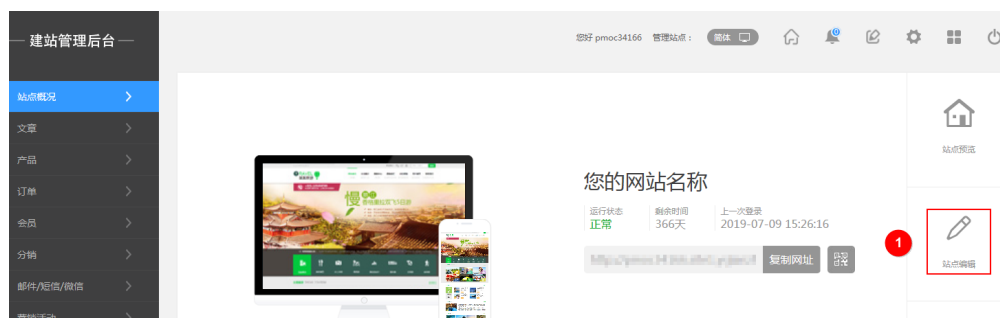 建站管理后台
您好 pmoc34166 管理站点： 简体
站点概况
文章
产品
订单
会员
分销
邮件/短信/微信
营销活动
您的网站名称
运行状态 剩余时间 上一次登录
正常 366天 2019-07-09 15:26:16
复制网址
站点预览
1
站点编辑